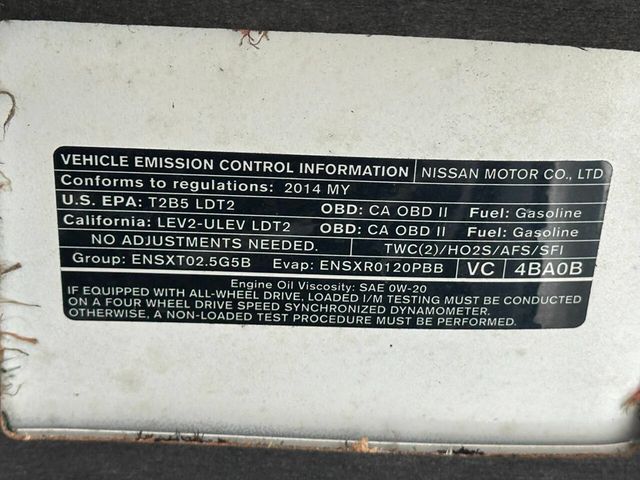 VEHICLE EMISSION CONTROL INFORMATION NISSAN MOTOR CO., LTD
Conforms to regulations: 2014 MY
U.S. EPA: T2B5 LDT2 OBD: CA OBD II Fuel: Gasoline
California: LEV2-ULEV LDT2 OBD: CA OBD II Fuel: Gasoline
NO ADJUSTMENTS NEEDED. TWC(2)/HO2S/AFS/SFI
Group: ENSXT02.5G5B Evap: ENSXR0120PBB VC 4BA0B
Engine Oil Viscosity: SAE 0W-20
IF EQUIPPED WITH ALL-WHEEL DRIVE, LOADED I/M TESTING MUST BE CONDUCTED
ON A FOUR WHEEL DRIVE SPEED SYNCHRONIZED DYNAMOMETER.
OTHERWISE, A NON-LOADED TEST PROCEDURE MUST BE PERFORMED.